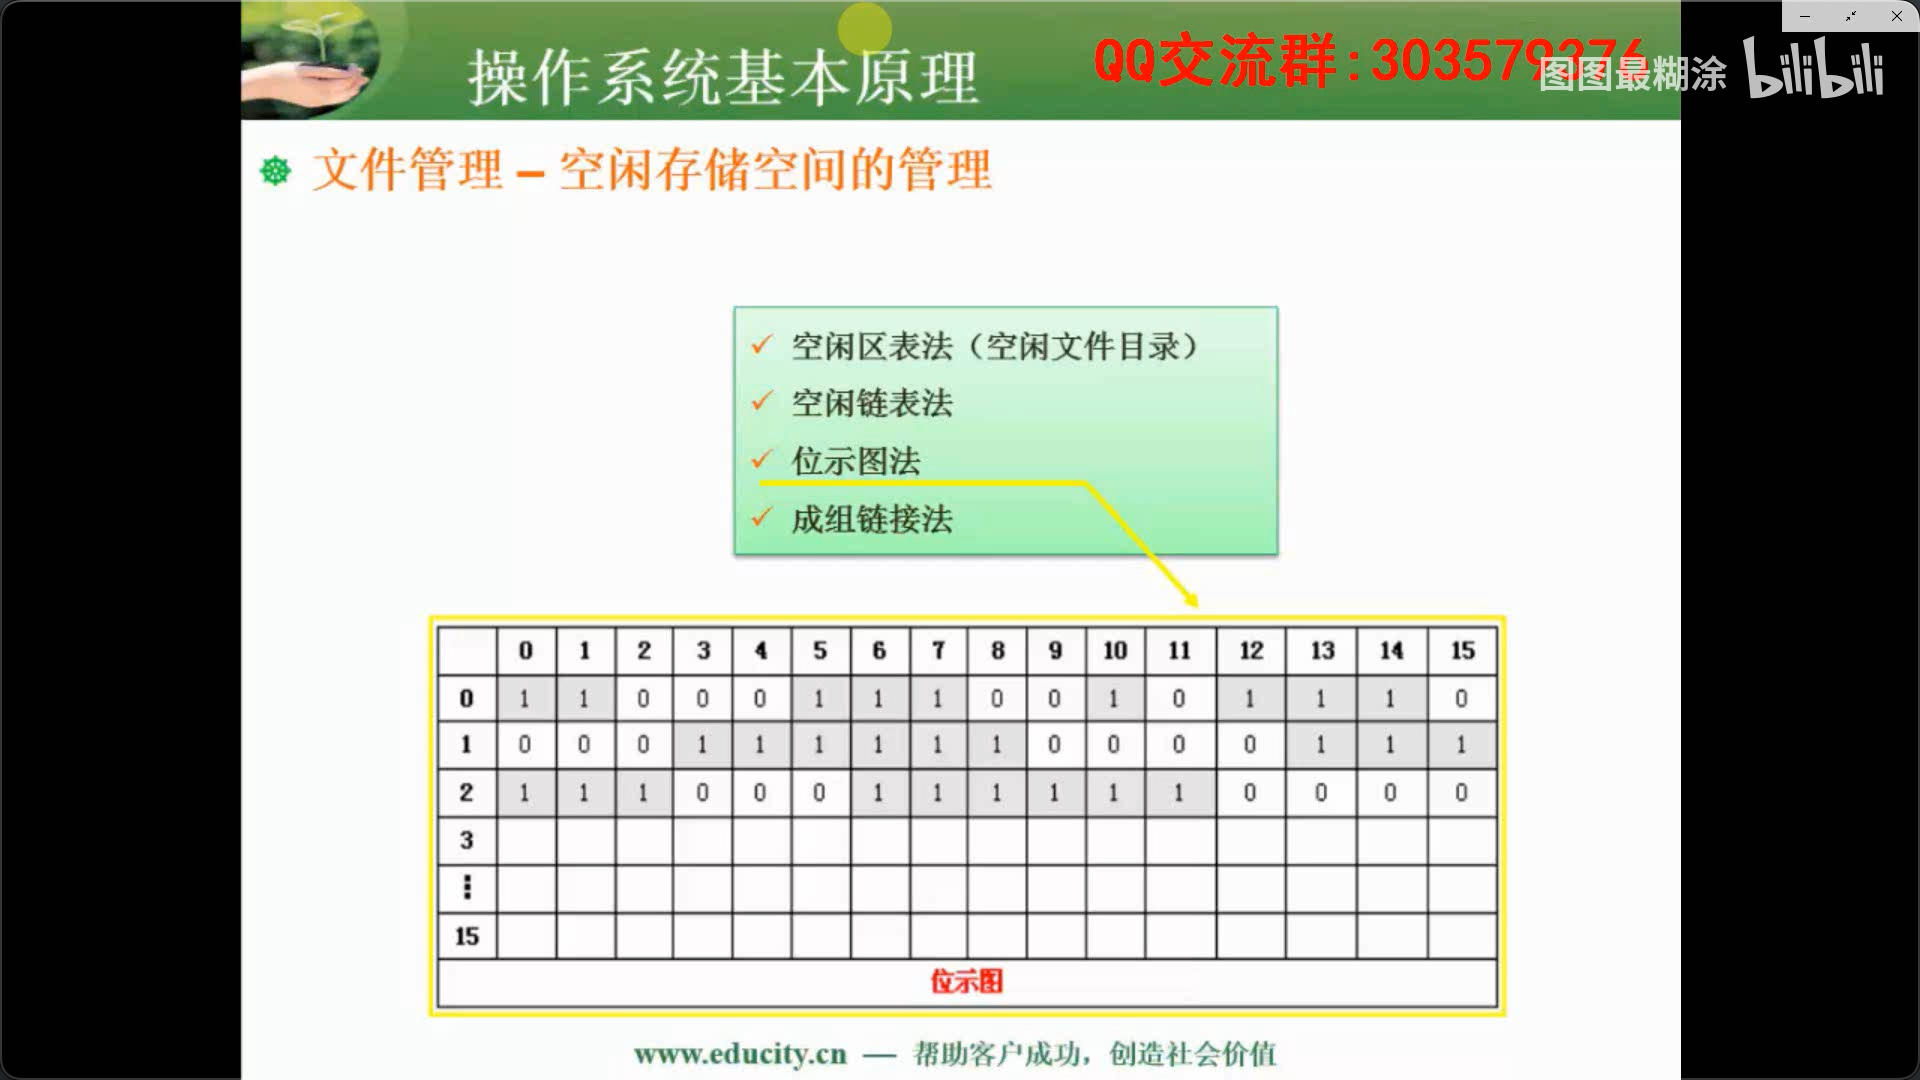 操作系统基本原理
QQ交流群:303579376
图图最糊涂 bilibili
文件管理 – 空闲存储空间的管理
✓ 空闲区表法（空闲文件目录）
✓ 空闲链表法
✓ 位示图法
✓ 成组链接法
0 1 2 3 4 5 6 7 8 9 10 11 12 13 14 15
0 1 1 0 0 0 1 1 1 0 0 1 0 1 1 1 0
1 0 0 0 1 1 1 1 1 1 0 0 0 0 1 1 1
2 1 1 1 0 0 0 1 1 1 1 1 1 0 0 0 0
3
⋮
15
位示图
www.educity.cn — 帮助客户成功，创造社会价值